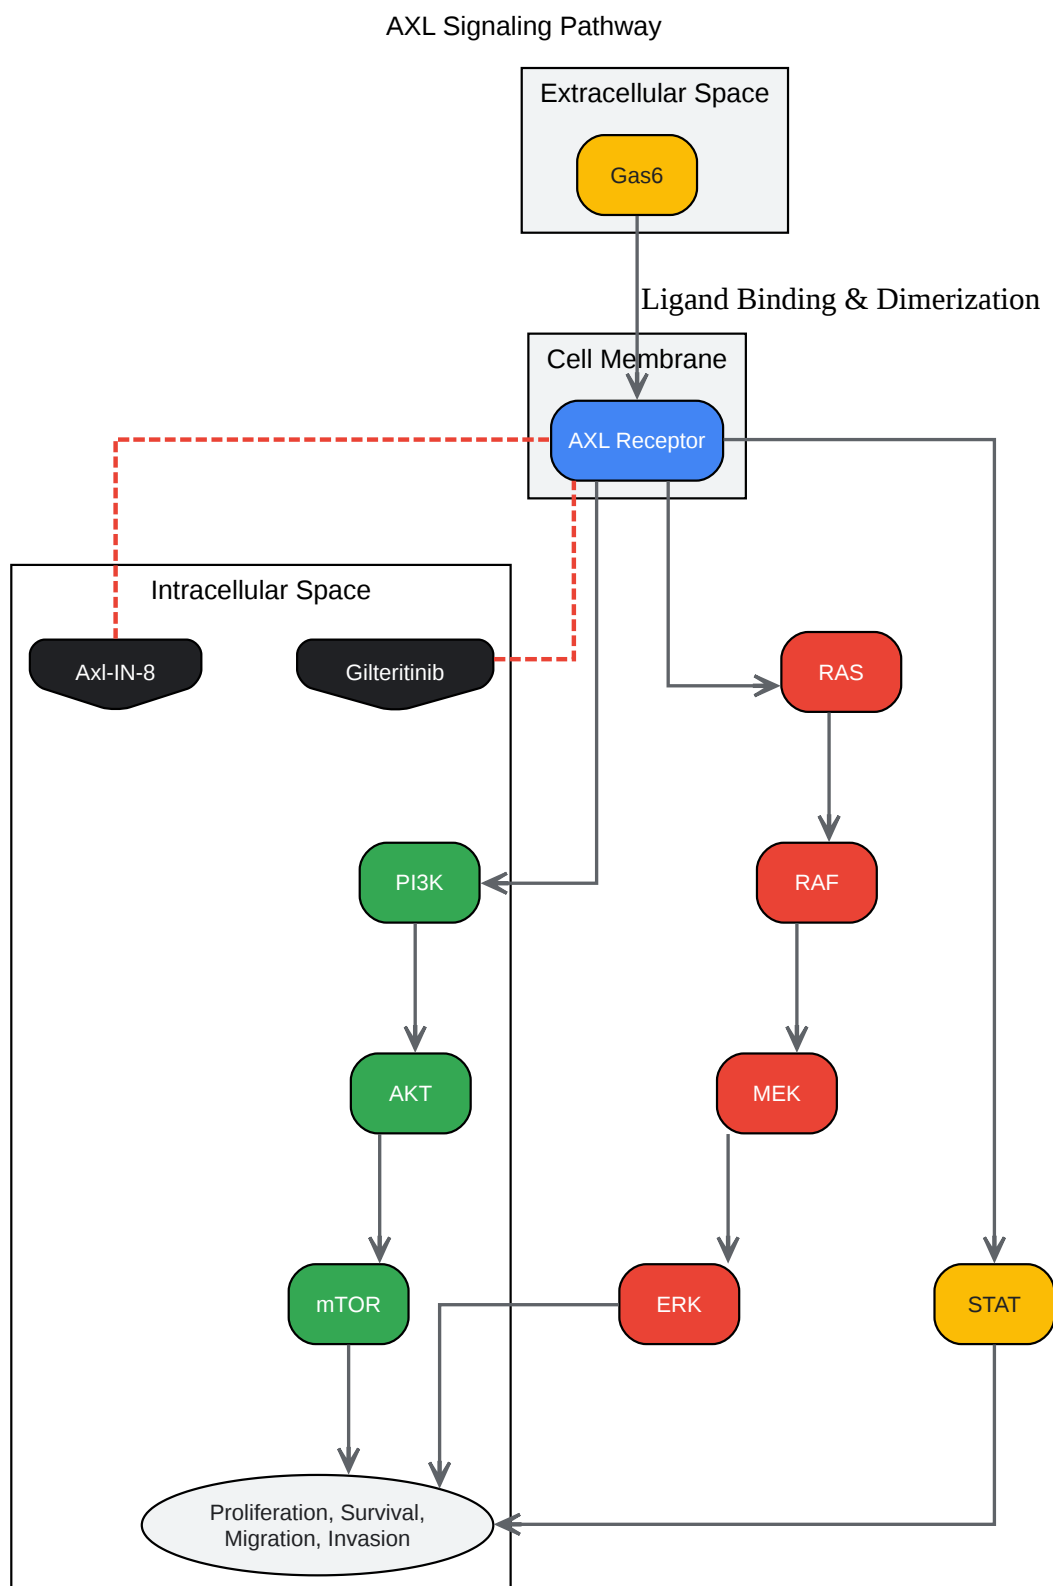 AXL Signaling Pathway
Extracellular Space
Gas6
Ligand Binding & Dimerization
Cell Membrane
AXL Receptor
Intracellular Space
Axl-IN-8
Gilteritinib
RAS
PI3K
RAF
AKT
MEK
mTOR
ERK
STAT
Proliferation, Survival,
Migration, Invasion